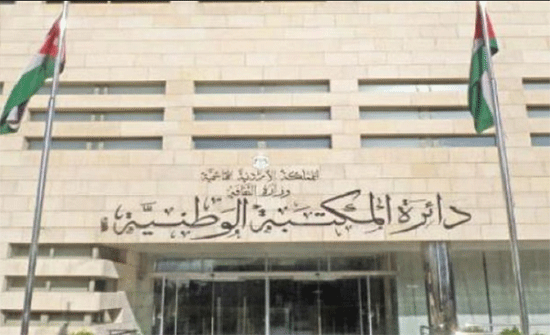 المملكة الأردنية الهاشمية
وزارة الثقافة
دائرة المكتبة الوطنية